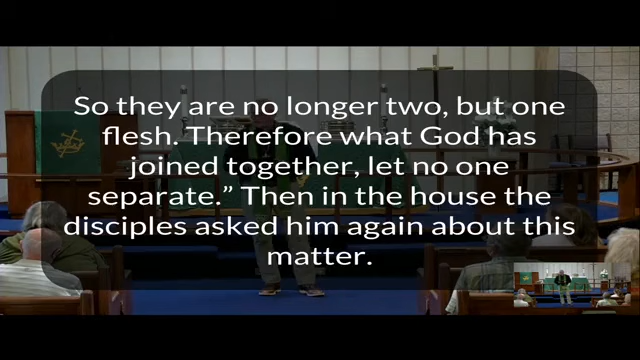 So they are no longer two, but one
flesh. Therefore what God has
joined together, let no one
separate.” Then in the house the
disciples asked him again about this
matter.